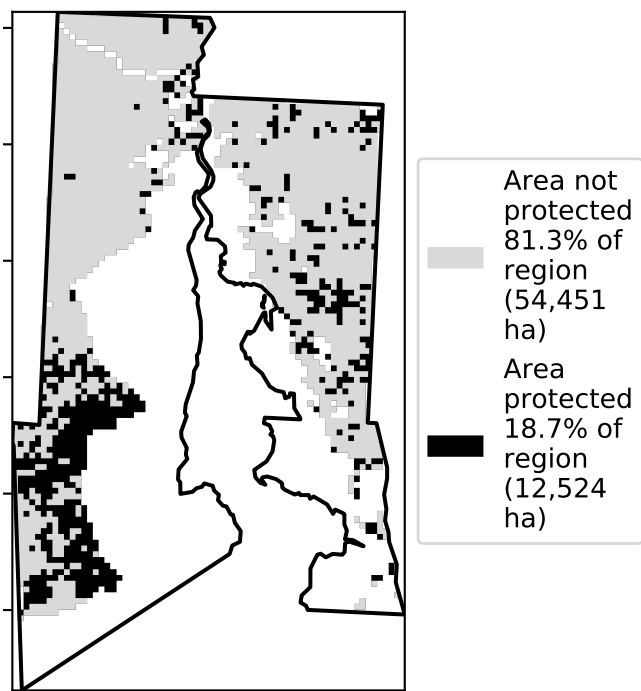 Area not
protected
81.3% of
region
(54,451
ha)
Area
protected
18.7% of
region
(12,524
ha)